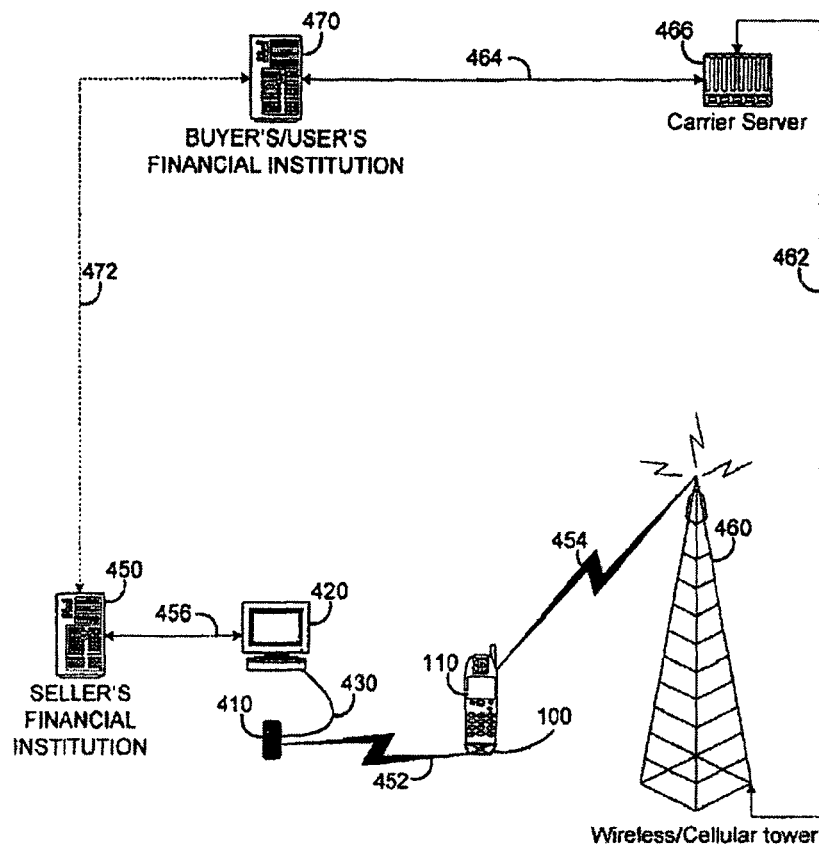 470
466
464
Carrier Server
BUYER'S/USER'S
FINANCIAL INSTITUTION
472
462
454
460
450
420
456
110
430
410
100
SELLER'S
FINANCIAL
INSTITUTION
452
Wireless/Cellular tower